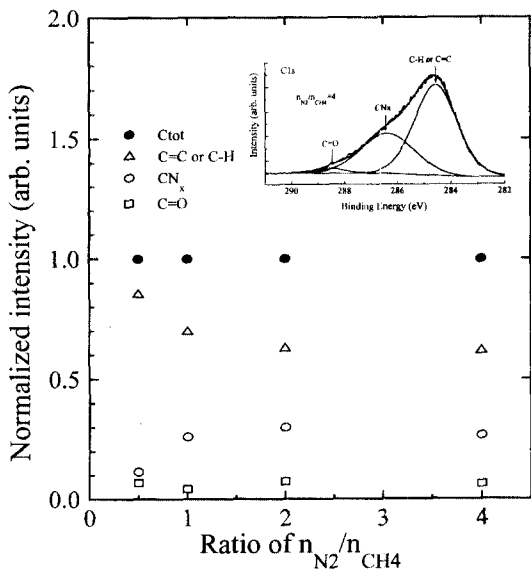 2.0
1.5
1.0
0.5
0.0
Normalized intensity (arb. units)
Ctot
C=C or C-H
CNx
C=O
C1s
nN2/nCH4=4
C-H or C=C
CNx
C=O
Intensity (arb. units)
290 288 286 284 282
Binding Energy (eV)
0 1 2 3 4
Ratio of nN2/nCH4